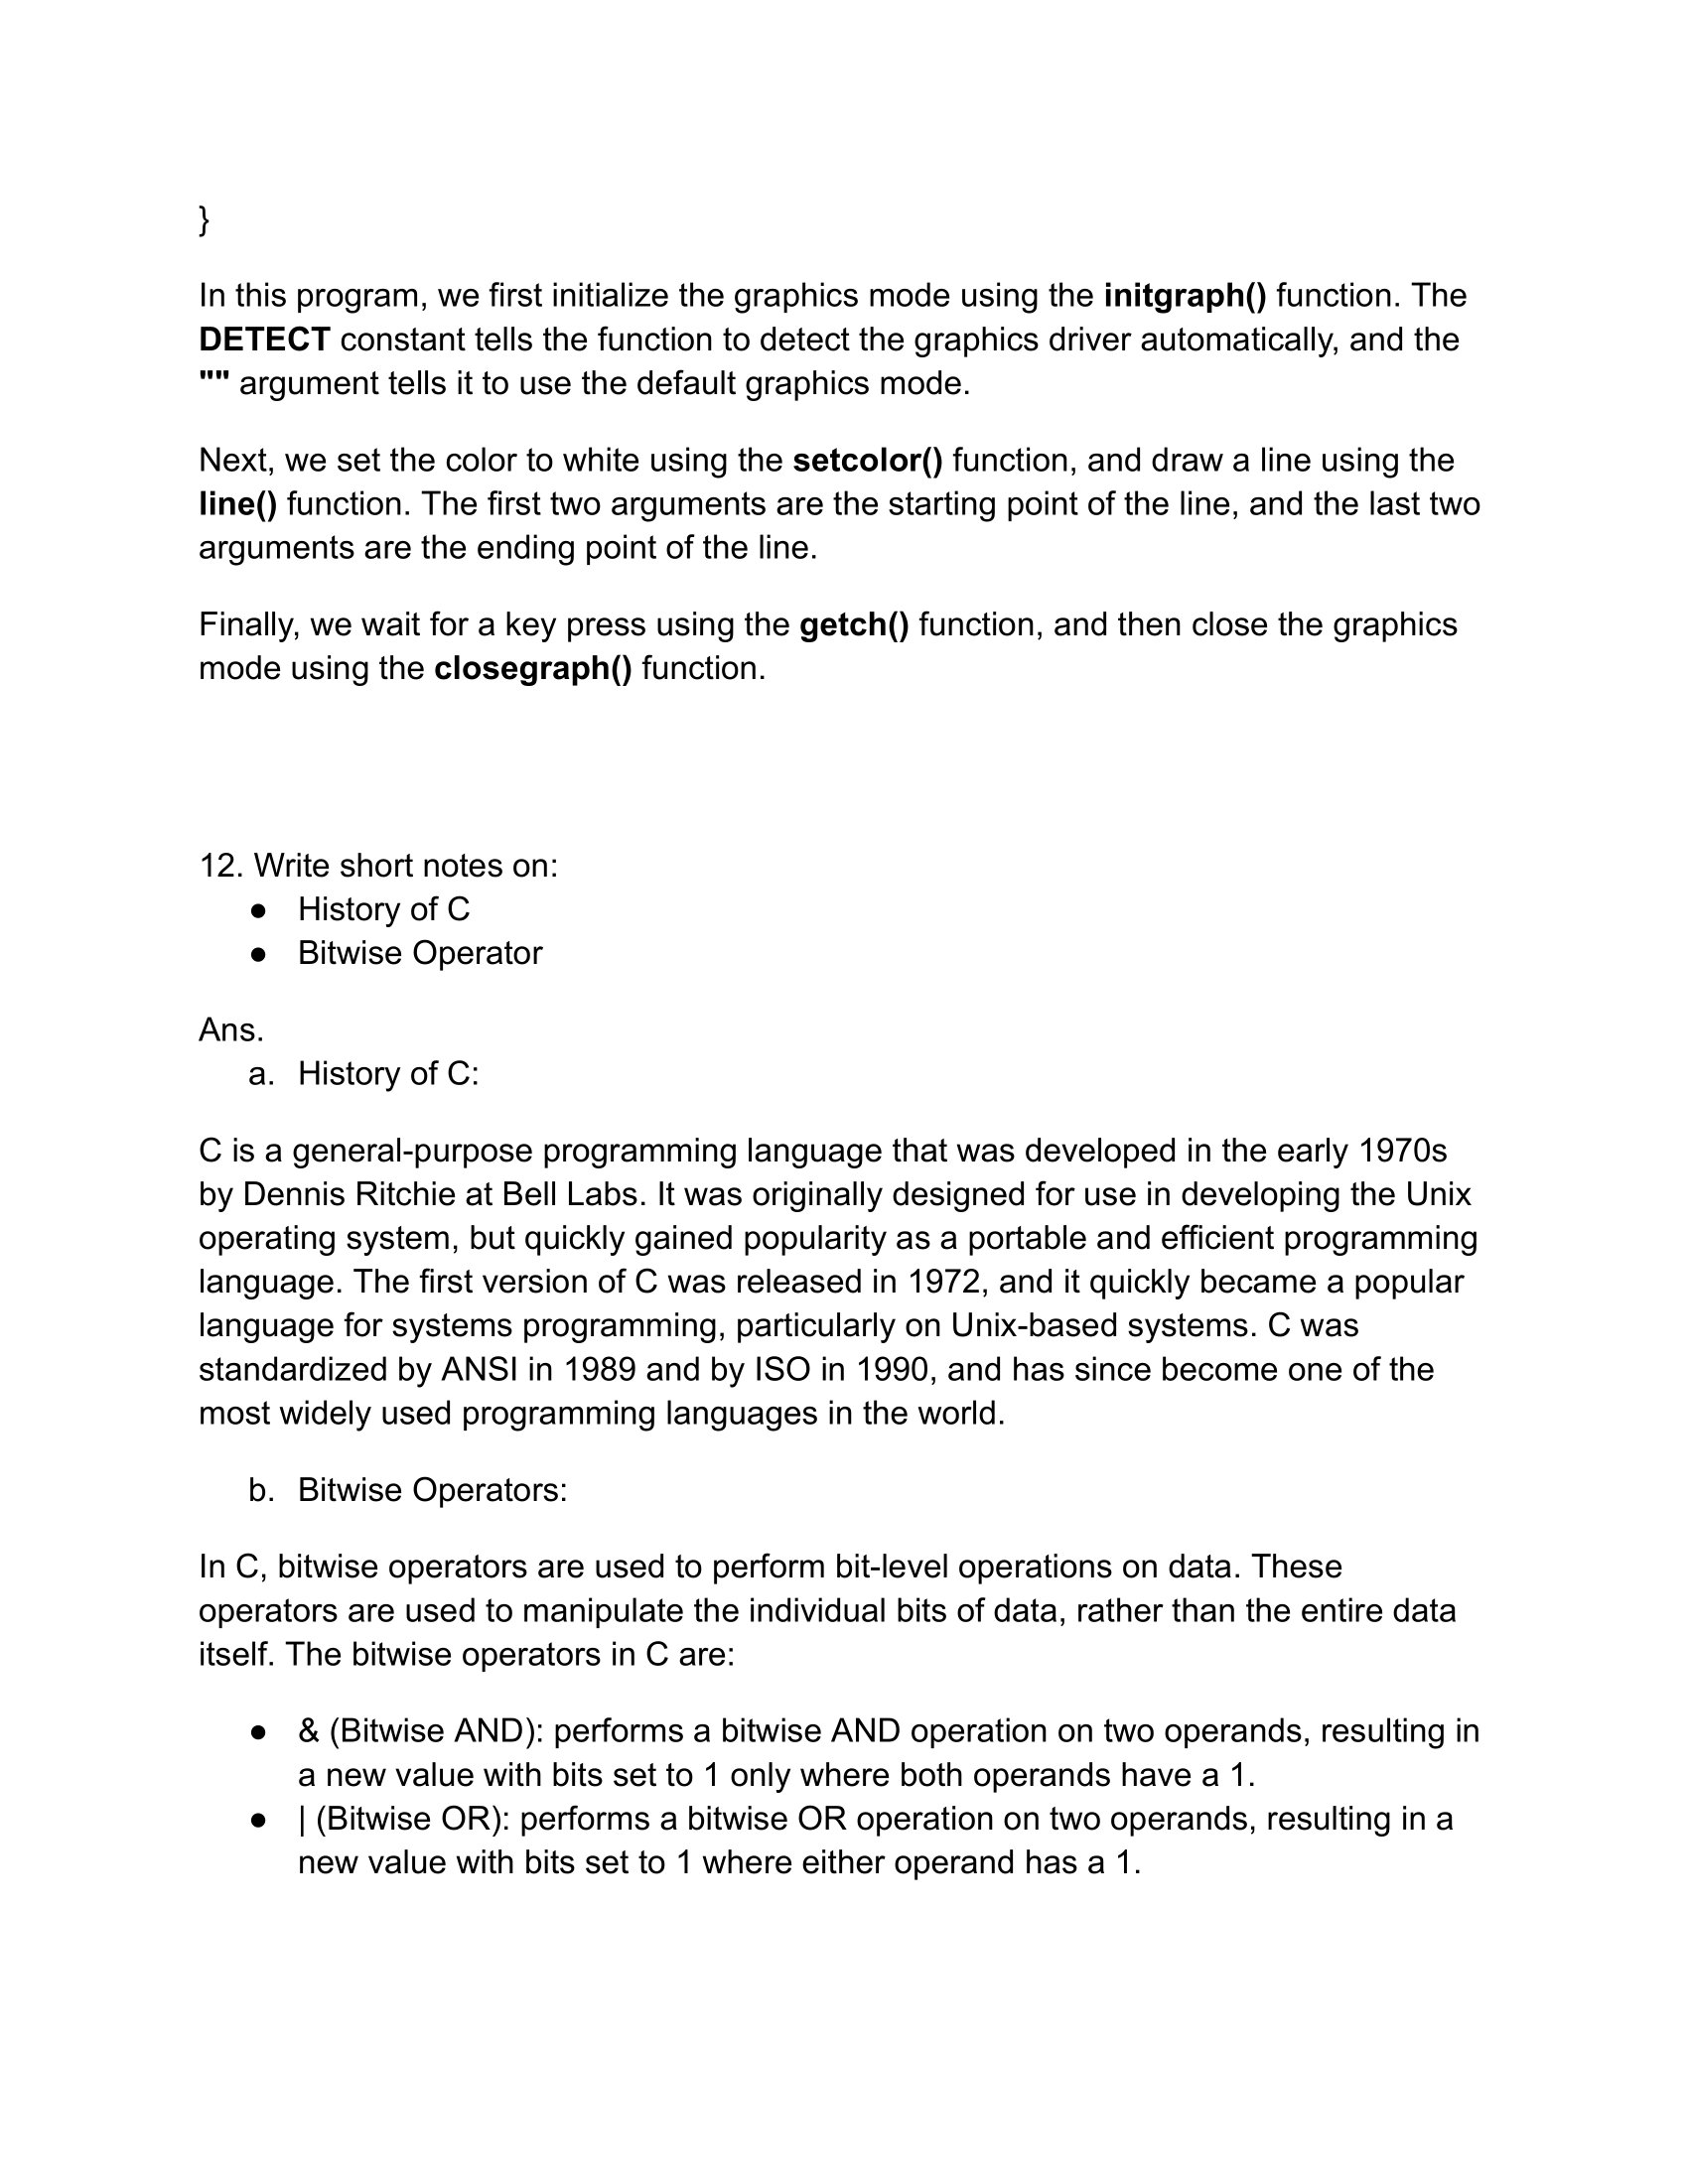 }
In this program, we first initialize the graphics mode using the initgraph() function. The
DETECT constant tells the function to detect the graphics driver automatically, and the
"" argument tells it to use the default graphics mode.
Next, we set the color to white using the setcolor() function, and draw a line using the
line() function. The first two arguments are the starting point of the line, and the last two
arguments are the ending point of the line.
Finally, we wait for a key press using the getch() function, and then close the graphics
mode using the closegraph() function.
12. Write short notes on:
● History of C
● Bitwise Operator
Ans.
a. History of C:
C is a general-purpose programming language that was developed in the early 1970s
by Dennis Ritchie at Bell Labs. It was originally designed for use in developing the Unix
operating system, but quickly gained popularity as a portable and efficient programming
language. The first version of C was released in 1972, and it quickly became a popular
language for systems programming, particularly on Unix-based systems. C was
standardized by ANSI in 1989 and by ISO in 1990, and has since become one of the
most widely used programming languages in the world.
b. Bitwise Operators:
In C, bitwise operators are used to perform bit-level operations on data. These
operators are used to manipulate the individual bits of data, rather than the entire data
itself. The bitwise operators in C are:
● & (Bitwise AND): performs a bitwise AND operation on two operands, resulting in
a new value with bits set to 1 only where both operands have a 1.
● | (Bitwise OR): performs a bitwise OR operation on two operands, resulting in a
new value with bits set to 1 where either operand has a 1.